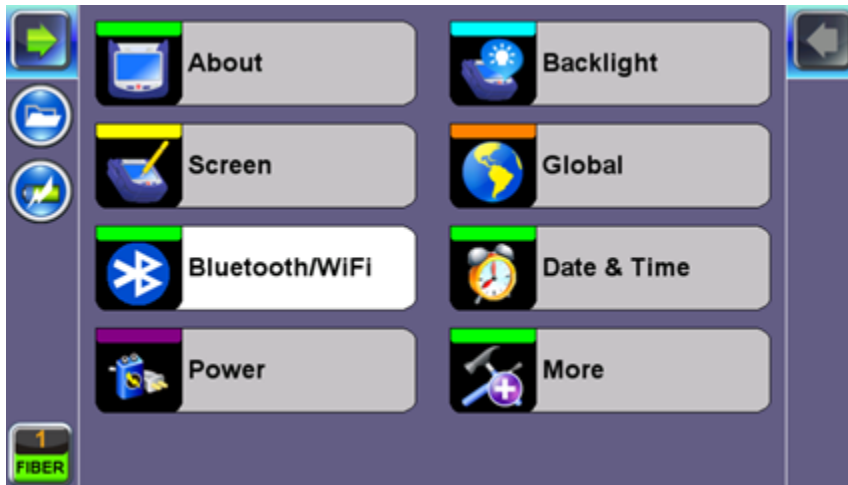 About
Backlight
Screen
Global
Bluetooth/WiFi
Date & Time
Power
More
1
FIBER